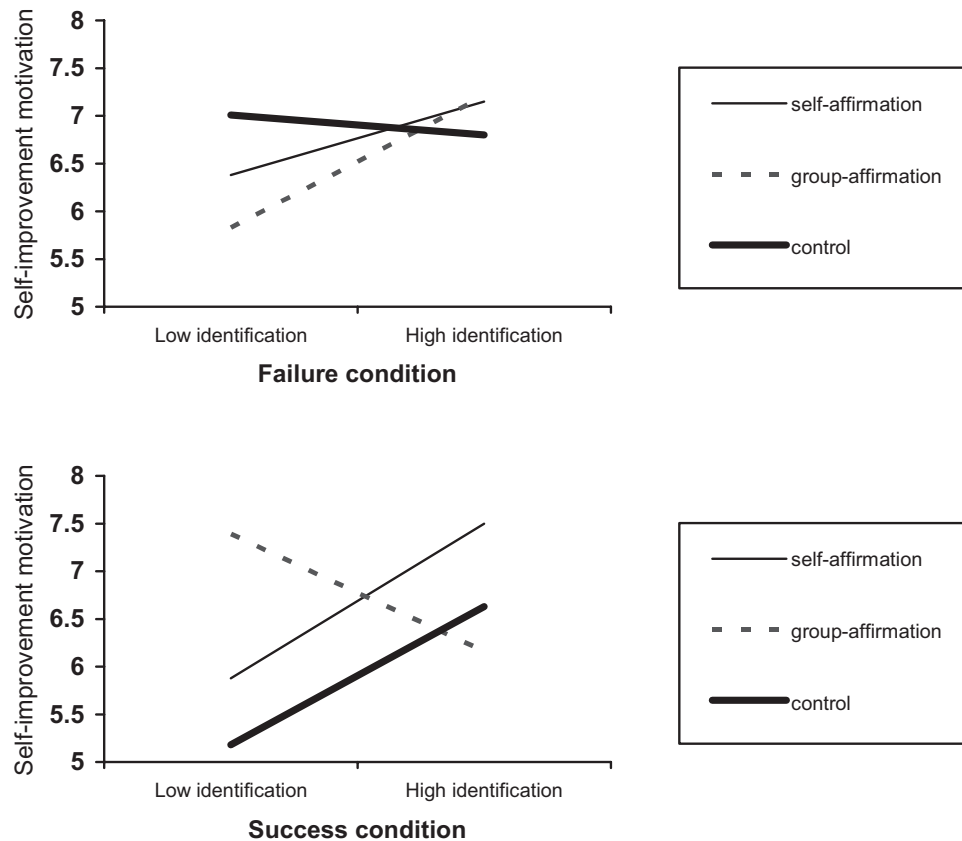 8
7.5
7
6.5
6
5.5
5
Self-improvement motivation
Low identification High identification
Failure condition
self-affirmation
group-affirmation
control
8
7.5
7
6.5
6
5.5
5
Self-improvement motivation
Low identification High identification
Success condition
self-affirmation
group-affirmation
control